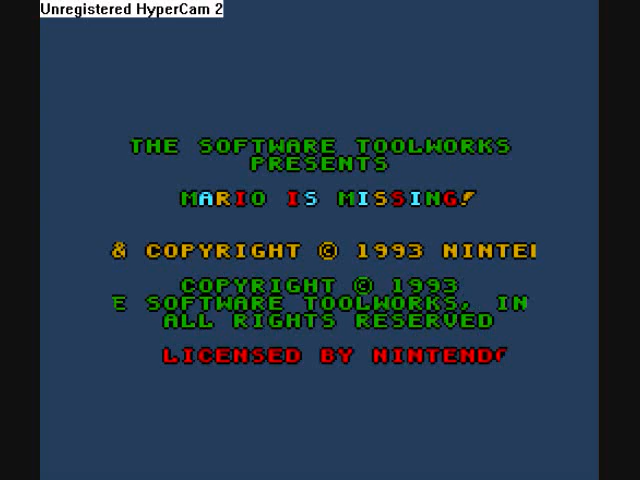 Unregistered HyperCam 2
THE SOFTWARE TOOLWORKS
PRESENTS
MARIO IS MISSING!
& COPYRIGHT © 1993 NINTE
COPYRIGHT © 1993
E SOFTWARE TOOLWORKS, IN
ALL RIGHTS RESERVED
LICENSED BY NINTENDO